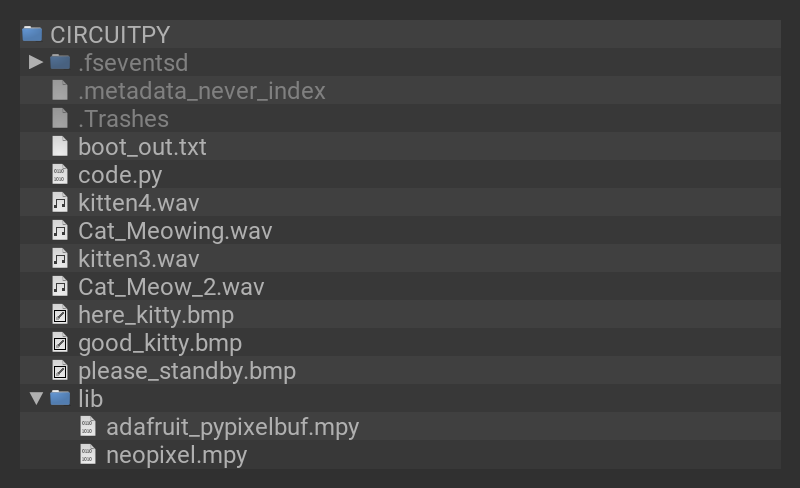 CIRCUITPY
.fseventsd
.metadata_never_index
.Trashes
boot_out.txt
code.py
kitten4.wav
Cat_Meowing.wav
kitten3.wav
Cat_Meow_2.wav
here_kitty.bmp
good_kitty.bmp
please_standby.bmp
lib
adafruit_pypixelbuf.mpy
neopixel.mpy